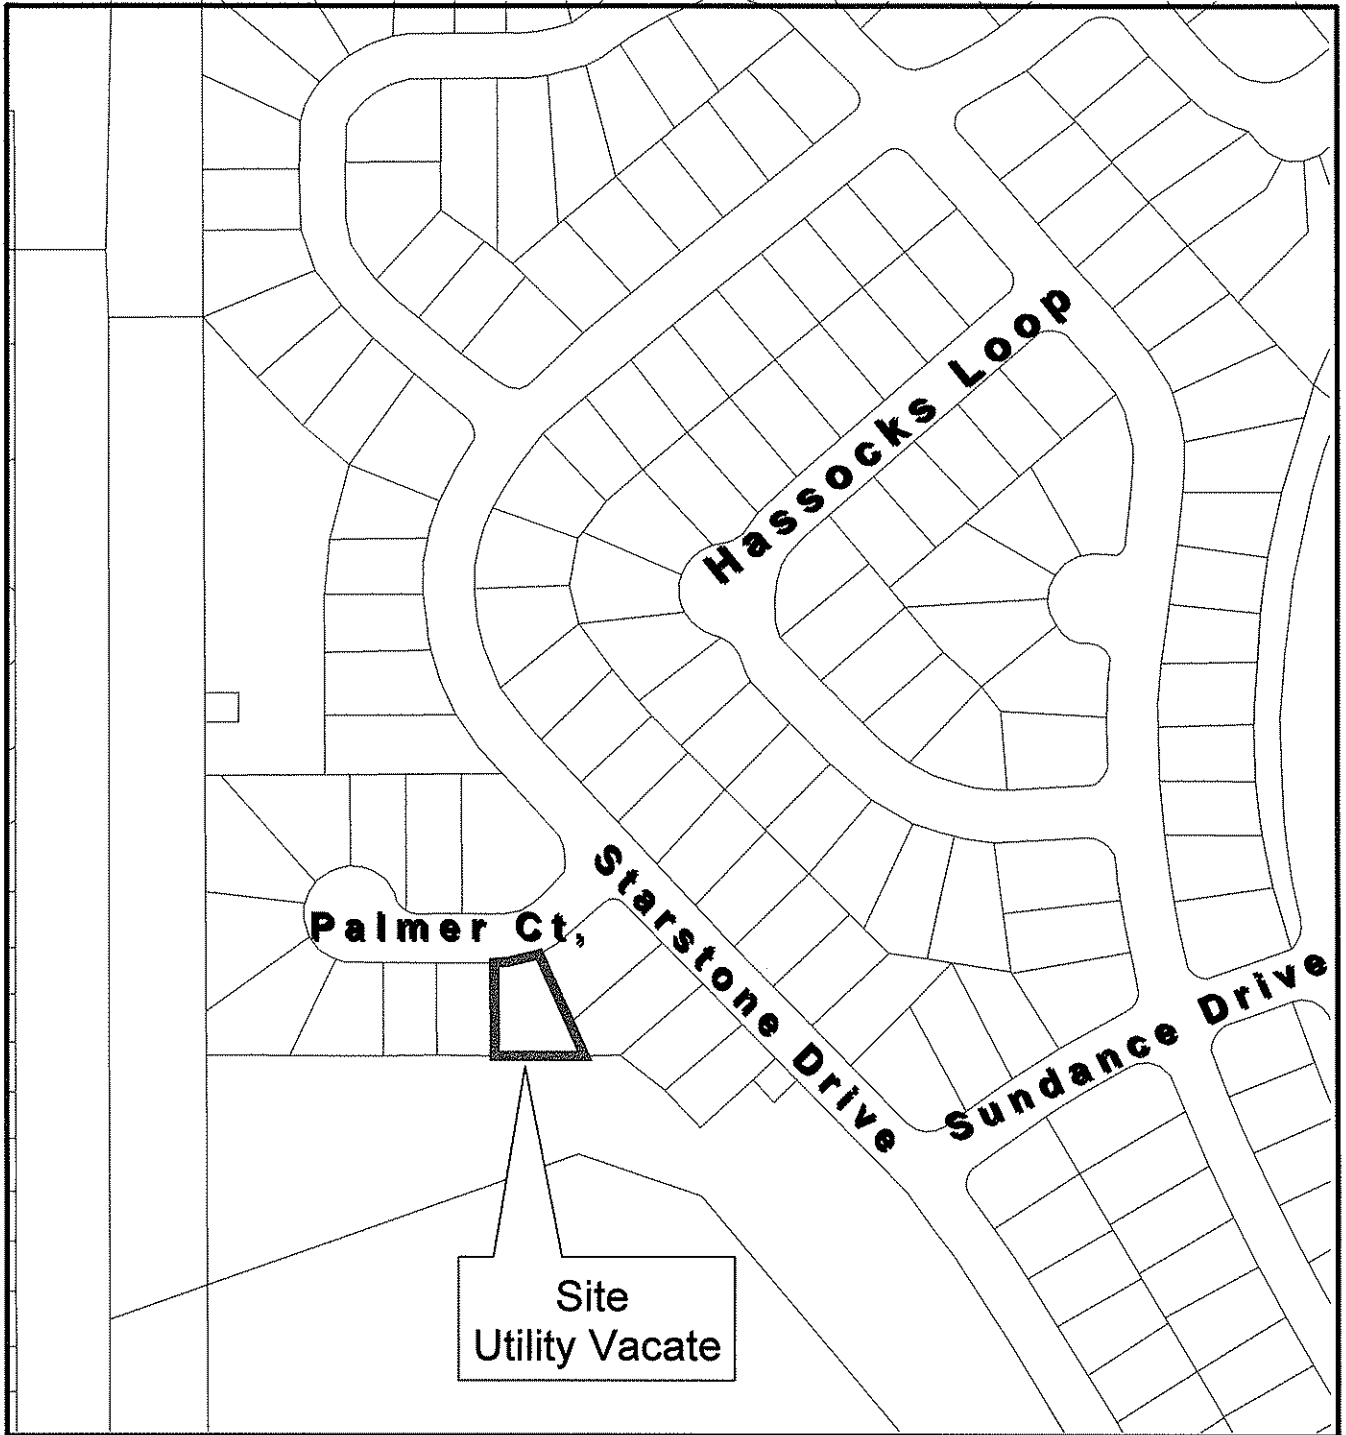 Hassocks Loop
Starstone Drive
Palmer Ct,
Sundance Drive
Site
Utility Vacate